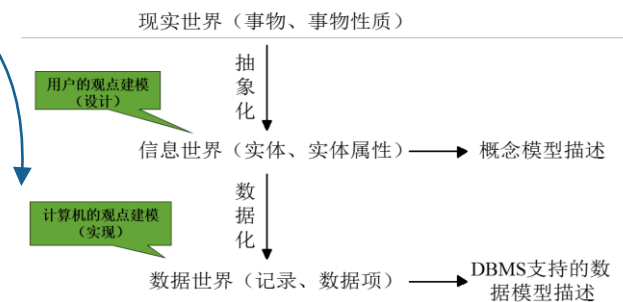 现实世界（事物、事物性质）
抽
象
化
用户的观点建模
（设计）
信息世界（实体、实体属性）
概念模型描述
数
据
化
计算机的观点建模
（实现）
数据世界（记录、数据项）
DBMS支持的数
据模型描述